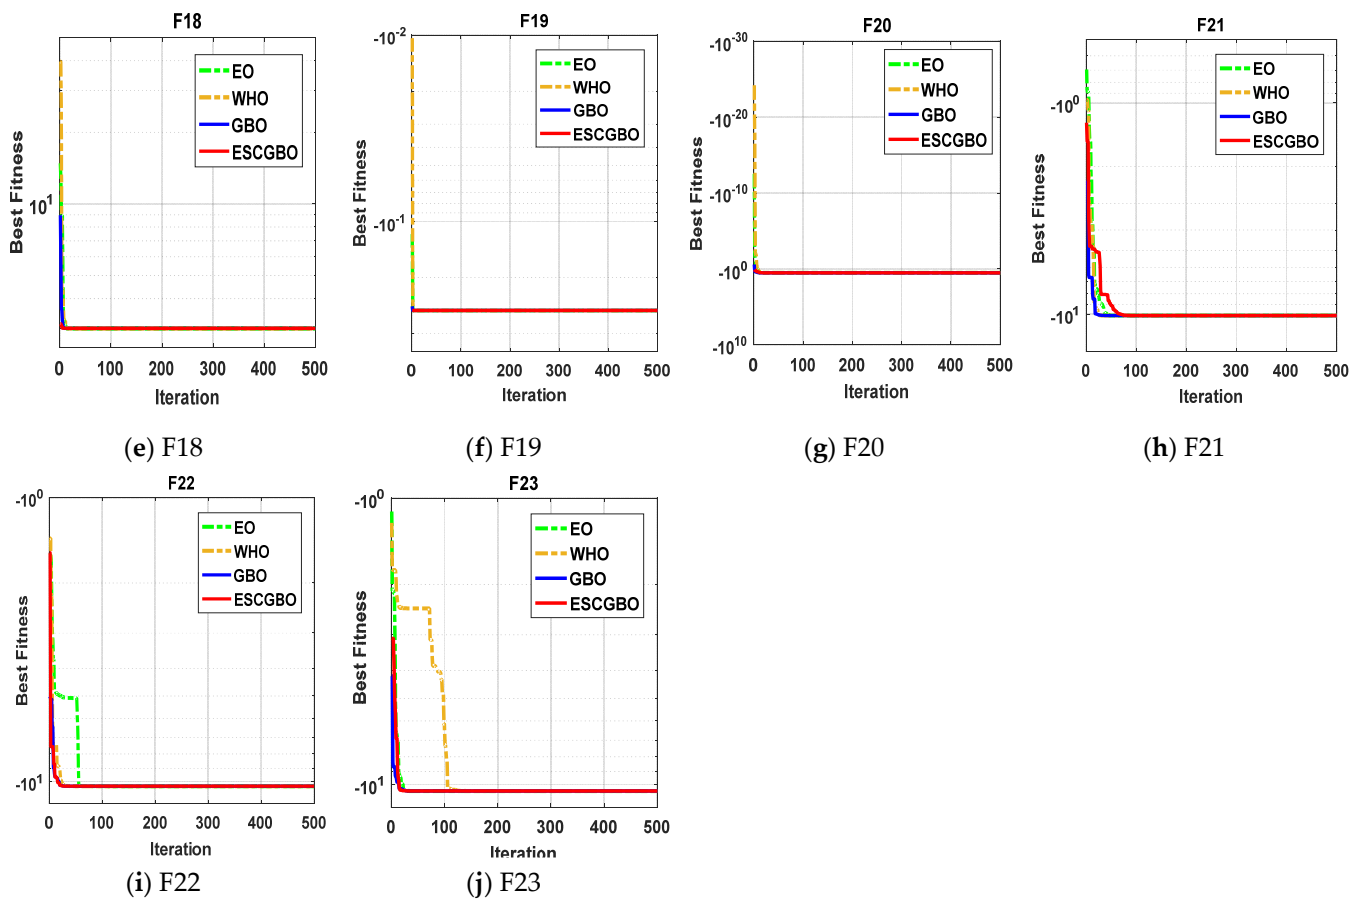 F18
Best Fitness
10^1
EO
WHO
GBO
ESCGBO
0 100 200 300 400 500
Iteration
(e) F18
F19
Best Fitness
-10^-2
-10^-1
EO
WHO
GBO
ESCGBO
0 100 200 300 400 500
Iteration
(f) F19
F20
Best Fitness
-10^-30
-10^-20
-10^-10
-10^0
-10^10
EO
WHO
GBO
ESCGBO
0 100 200 300 400 500
Iteration
(g) F20
F21
Best Fitness
-10^0
-10^1
EO
WHO
GBO
ESCGBO
0 100 200 300 400 500
Iteration
(h) F21
F22
Best Fitness
-10^0
-10^1
EO
WHO
GBO
ESCGBO
0 100 200 300 400 500
Iteration
(i) F22
F23
Best Fitness
-10^0
-10^1
EO
WHO
GBO
ESCGBO
0 100 200 300 400 500
Iteration
(j) F23